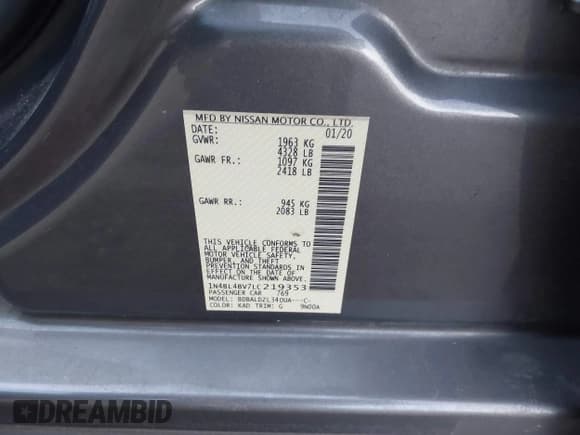 MFD BY NISSAN MOTOR CO., LTD.
DATE: 01/20
GVWR: 1963 KG
4328 LB
GAWR FR.: 1097 KG
2418 LB
GAWR RR.: 945 KG
2083 LB
THIS VEHICLE CONFORMS TO
ALL APPLICABLE FEDERAL
MOTOR VEHICLE SAFETY,
BUMPER, AND THEFT
PREVENTION STANDARDS IN
EFFECT ON THE DATE OF
MANUFACTURE SHOWN ABOVE.
1N4BL4BV7LC219353
PASSENGER CAR 769
MODEL: BDBALDZL34DUA---C-
COLOR: KAD TRIM: G 9N00A
DREAMBID